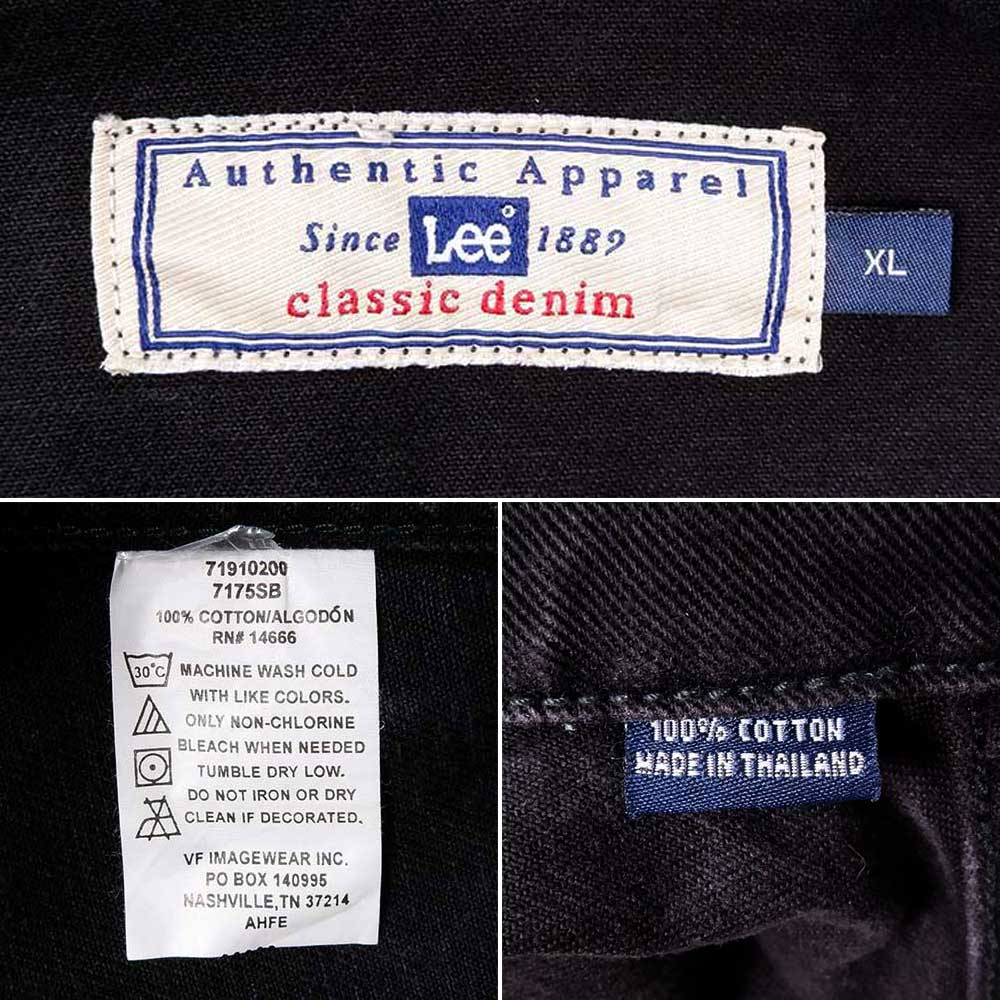 Authentic Apparel
Since Lee® 1889
classic denim
XL
71910200
7175SB
100% COTTON/ALGODÓN
RN# 14666
30°C MACHINE WASH COLD
WITH LIKE COLORS.
ONLY NON-CHLORINE
BLEACH WHEN NEEDED
TUMBLE DRY LOW.
DO NOT IRON OR DRY
CLEAN IF DECORATED.
VF IMAGEWEAR INC.
PO BOX 140995
NASHVILLE,TN 37214
AHFE
100% COTTON
MADE IN THAILAND